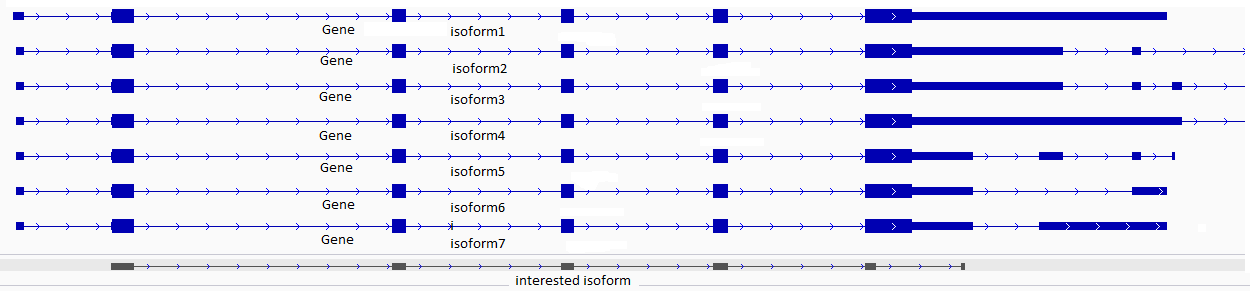 Gene isoform1
Gene isoform2
Gene isoform3
Gene isoform4
Gene isoform5
Gene isoform6
Gene isoform7
interested isoform